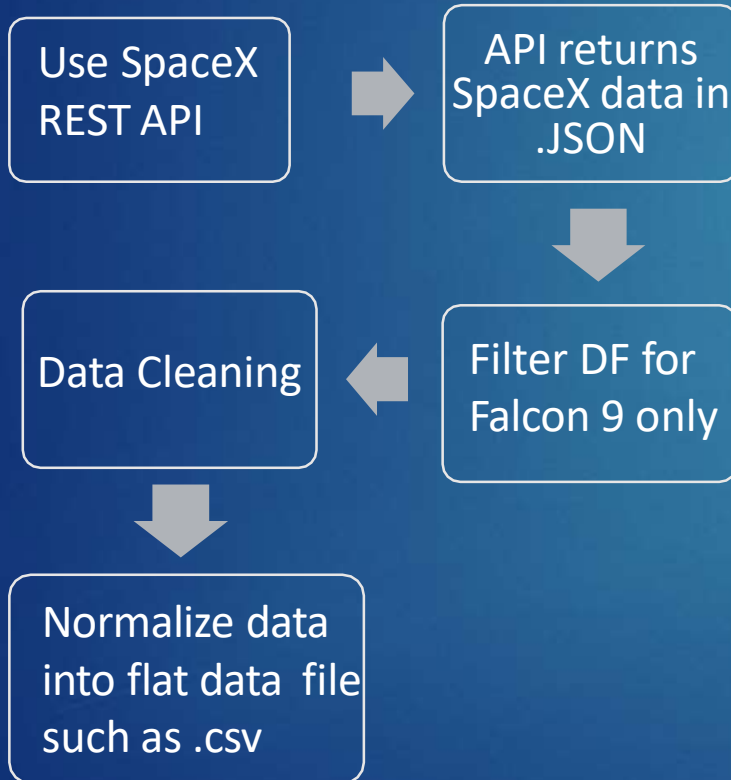 Use SpaceX
REST API
API returns
SpaceX data in
.JSON
Filter DF for
Falcon 9 only
Data Cleaning
Normalize data
into flat data file
such as .csv